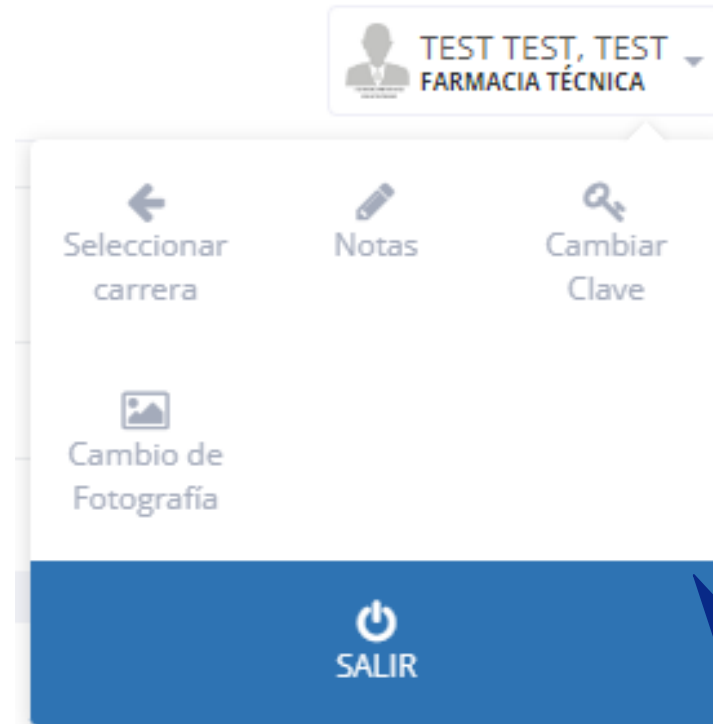 TEST TEST, TEST
FARMACIA TÉCNICA
Seleccionar
carrera
Notas
Cambiar
Clave
Cambio de
Fotografía
SALIR